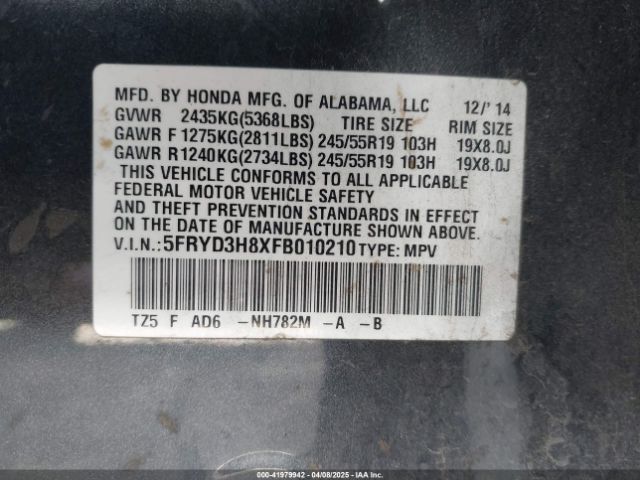 MFD. BY HONDA MFG. OF ALABAMA, LLC 12/'14
GVWR 2435KG(5368LBS) TIRE SIZE RIM SIZE
GAWR F 1275KG(2811LBS) 245/55R19 103H 19X8.0J
GAWR R 1240KG(2734LBS) 245/55R19 103H 19X8.0J
THIS VEHICLE CONFORMS TO ALL APPLICABLE
FEDERAL MOTOR VEHICLE SAFETY
AND THEFT PREVENTION STANDARDS IN EFFECT
ON THE DATE OF MANUFACTURE SHOWN ABOVE.
V.I.N.: 5FRYD3H8XFB010210 TYPE: MPV
TZ5 F AD6 -NH782M -A -B
000-41979942 - 04/08/2025 - IAAI.com